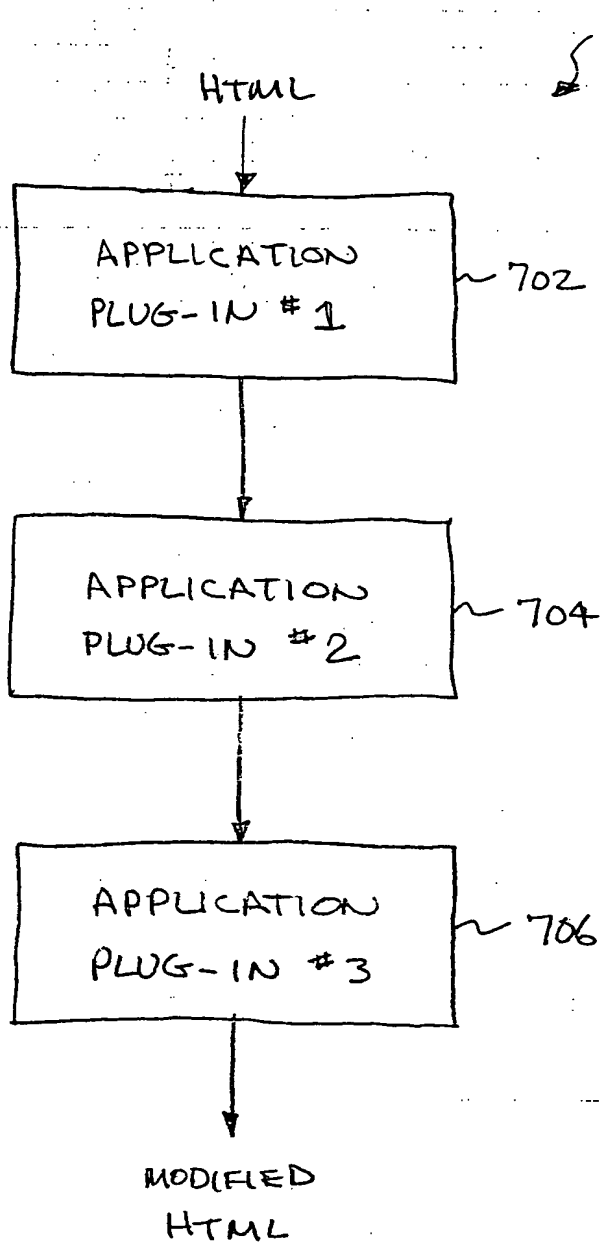 HTML
APPLICATION
PLUG-IN #1
702
APPLICATION
PLUG-IN #2
704
APPLICATION
PLUG-IN #3
706
MODIFIED
HTML